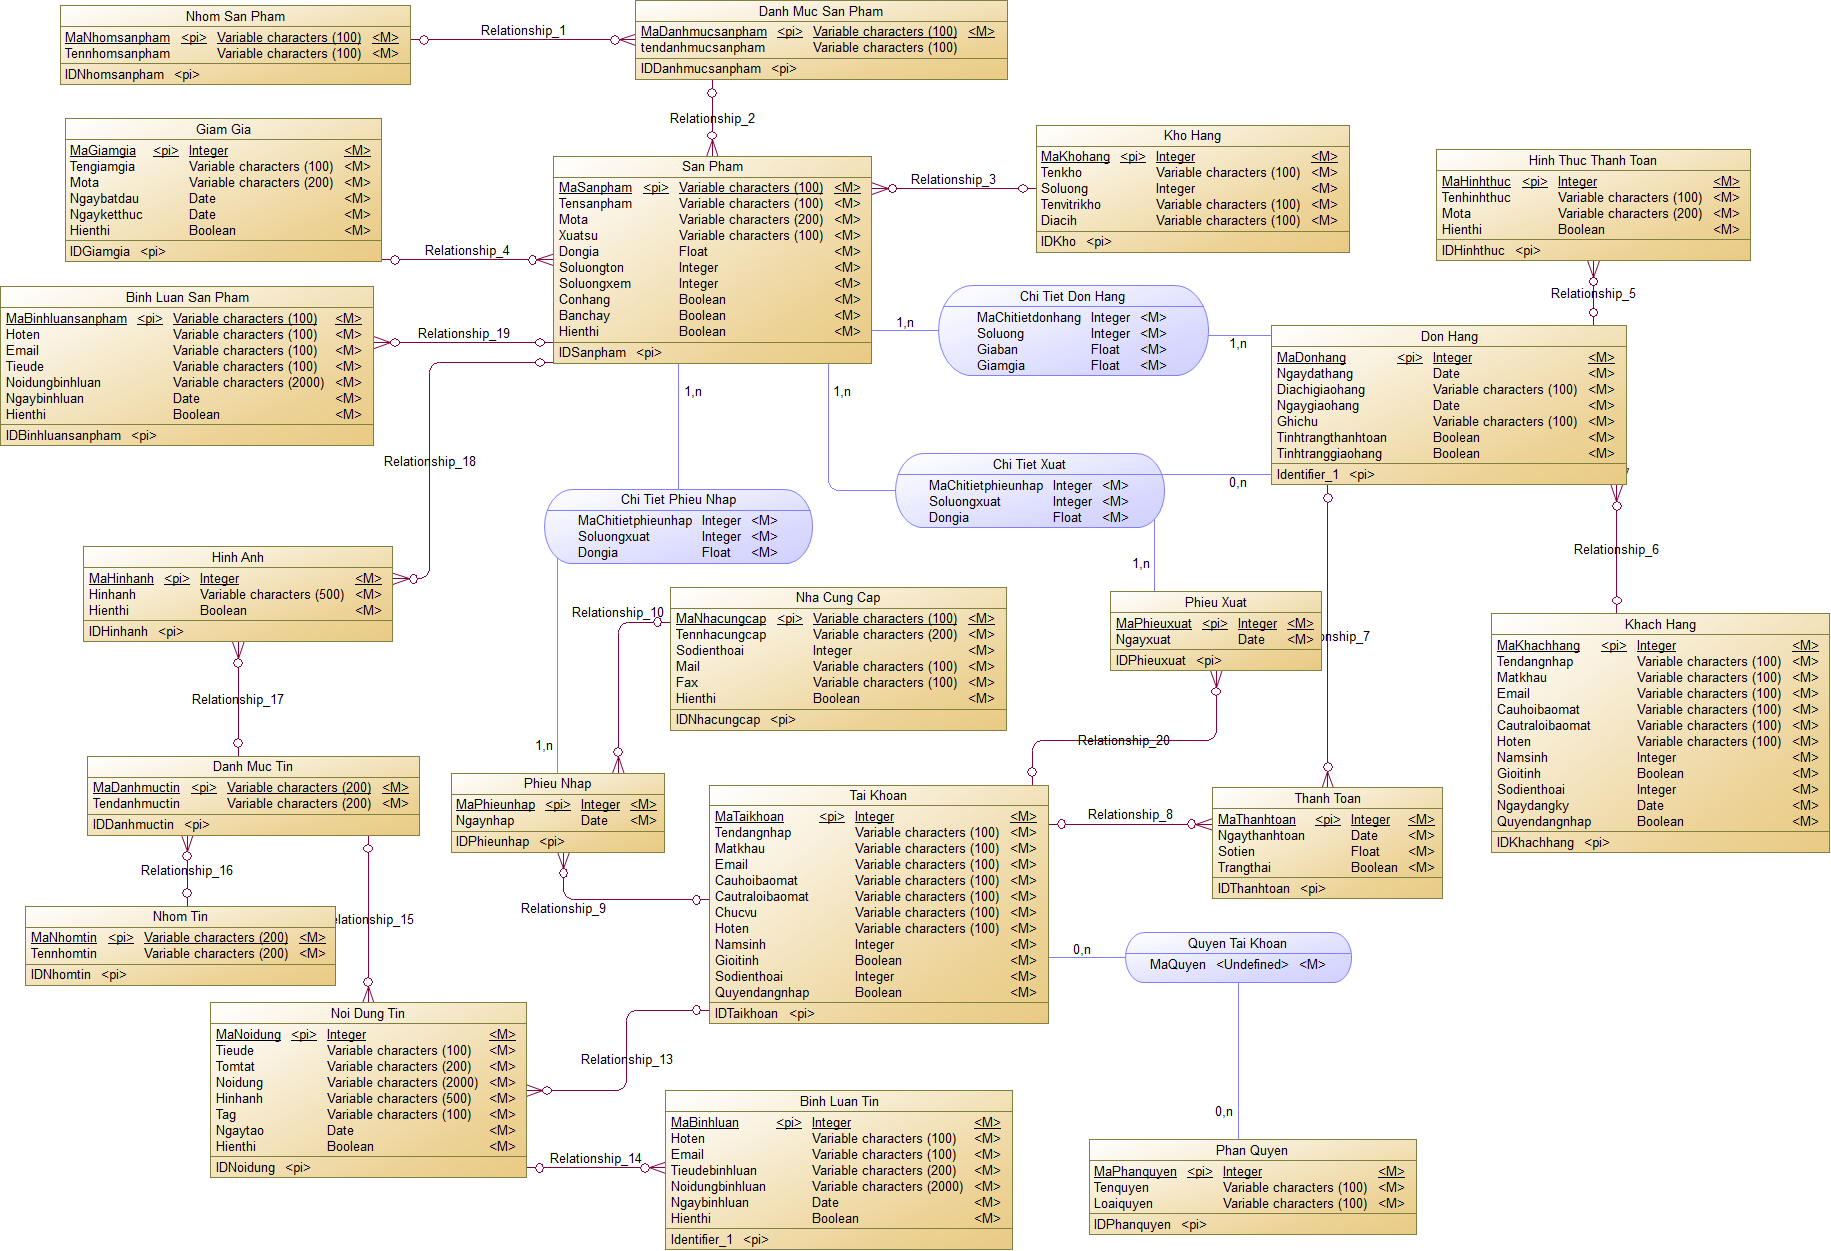 Nhom San Pham
MaNhomsanpham <pi> Variable characters (100) <M>
Tennhomsanpham Variable characters (100) <M>
IDNhomsanpham <pi>
Relationship_1
Danh Muc San Pham
MaDanhmucsanpham <pi> Variable characters (100) <M>
tendanhmucsanpham Variable characters (100)
IDDanhmucsanpham <pi>
Relationship_2
Giam Gia
MaGiamgia <pi> Integer <M>
Tengiamgia Variable characters (100) <M>
Mota Variable characters (200) <M>
Ngaybatdau Date <M>
Ngayketthuc Date <M>
Hienthi Boolean <M>
IDGiamgia <pi>
Relationship_4
San Pham
MaSanpham <pi> Variable characters (100) <M>
Tensanpham Variable characters (100) <M>
Mota Variable characters (200) <M>
Xuatsu Variable characters (100) <M>
Dongia Float <M>
Soluongton Integer <M>
Soluongxem Integer <M>
Conhang Boolean <M>
Banchay Boolean <M>
Hienthi Boolean <M>
IDSanpham <pi>
Relationship_3
Kho Hang
MaKhohang <pi> Integer <M>
Tenkho Variable characters (100) <M>
Soluong Integer <M>
Tenvitrikho Variable characters (100) <M>
Diacih Variable characters (100) <M>
IDKho <pi>
Hinh Thuc Thanh Toan
MaHinhthuc <pi> Integer <M>
Tenhinhthuc Variable characters (100) <M>
Mota Variable characters (200) <M>
Hienthi Boolean <M>
IDHinhthuc <pi>
Relationship_5
Binh Luan San Pham
MaBinhluansanpham <pi> Variable characters (100) <M>
Hoten Variable characters (100) <M>
Email Variable characters (100) <M>
Tieude Variable characters (100) <M>
Noidungbinhluan Variable characters (2000) <M>
Ngaybinhluan Date <M>
Hienthi Boolean <M>
IDBinhluansanpham <pi>
Relationship_19
Relationship_18
1,n
Chi Tiet Don Hang
MaChitietdonhang Integer <M>
Soluong Integer <M>
Giaban Float <M>
Giamgia Float <M>
1,n
Don Hang
MaDonhang <pi> Integer <M>
Ngaydathang Date <M>
Diachigiaohang Variable characters (100) <M>
Ngaygiaohang Date <M>
Ghichu Variable characters (100) <M>
Tinhtrangthanhtoan Boolean <M>
Tinhtranggiaohang Boolean <M>
Identifier_1 <pi>
1,n
1,n
Chi Tiet Xuat
MaChitietphieunhap Integer <M>
Soluongxuat Integer <M>
Dongia Float <M>
0,n
1,n
Chi Tiet Phieu Nhap
MaChitietphieunhap Integer <M>
Soluongxuat Integer <M>
Dongia Float <M>
1,n
Relationship_6
Hinh Anh
MaHinhanh <pi> Integer <M>
Hinhanh Variable characters (500) <M>
Hienthi Boolean <M>
IDHinhanh <pi>
Relationship_17
Relationship_10
Nha Cung Cap
MaNhacungcap <pi> Variable characters (100) <M>
Tennhacungcap Variable characters (200) <M>
Sodienthoai Integer <M>
Mail Variable characters (100) <M>
Fax Variable characters (100) <M>
Hienthi Boolean <M>
IDNhacungcap <pi>
Phieu Xuat
MaPhieuxuat <pi> Integer <M>
Ngayxuat Date <M>
IDPhieuxuat <pi>
nship_7
Relationship_20
Khach Hang
MaKhachhang <pi> Integer <M>
Tendangnhap Variable characters (100) <M>
Matkhau Variable characters (100) <M>
Email Variable characters (100) <M>
Cauhoibaomat Variable characters (100) <M>
Cautraloibaomat Variable characters (100) <M>
Hoten Variable characters (100) <M>
Namsinh Integer <M>
Gioitinh Boolean <M>
Sodienthoai Integer <M>
Ngaydangky Date <M>
Quyendangnhap Boolean <M>
IDKhachhang <pi>
Danh Muc Tin
MaDanhmuctin <pi> Variable characters (200) <M>
Tendanhmuctin Variable characters (200) <M>
IDDanhmuctin <pi>
Relationship_16
Phieu Nhap
MaPhieunhap <pi> Integer <M>
Ngaynhap Date <M>
IDPhieunhap <pi>
Relationship_9
Tai Khoan
MaTaikhoan <pi> Integer <M>
Tendangnhap Variable characters (100) <M>
Matkhau Variable characters (100) <M>
Email Variable characters (100) <M>
Cauhoibaomat Variable characters (100) <M>
Cautraloibaomat Variable characters (100) <M>
Chucvu Variable characters (100) <M>
Hoten Variable characters (100) <M>
Namsinh Integer <M>
Gioitinh Boolean <M>
Sodienthoai Integer <M>
Quyendangnhap Boolean <M>
IDTaikhoan <pi>
Relationship_8
Thanh Toan
MaThanhtoan <pi> Integer <M>
Ngaythanhtoan Date <M>
Sotien Float <M>
Trangthai Boolean <M>
IDThanhtoan <pi>
Nhom Tin
MaNhomtin <pi> Variable characters (200) <M>
Tennhomtin Variable characters (200) <M>
IDNhomtin <pi>
elationship_15
0,n
Quyen Tai Khoan
MaQuyen <Undefined> <M>
0,n
Noi Dung Tin
MaNoidung <pi> Integer <M>
Tieude Variable characters (100) <M>
Tomtat Variable characters (200) <M>
Noidung Variable characters (2000) <M>
Hinhanh Variable characters (500) <M>
Tag Variable characters (100) <M>
Ngaytao Date <M>
Hienthi Boolean <M>
IDNoidung <pi>
Relationship_13
Relationship_14
Binh Luan Tin
MaBinhluan <pi> Integer <M>
Hoten Variable characters (100) <M>
Email Variable characters (100) <M>
Tieudebinhluan Variable characters (200) <M>
Noidungbinhluan Variable characters (2000) <M>
Ngaybinhluan Date <M>
Hienthi Boolean <M>
Identifier_1 <pi>
Phan Quyen
MaPhanquyen <pi> Integer <M>
Tenquyen Variable characters (100) <M>
Loaiquyen Variable characters (100) <M>
IDPhanquyen <pi>